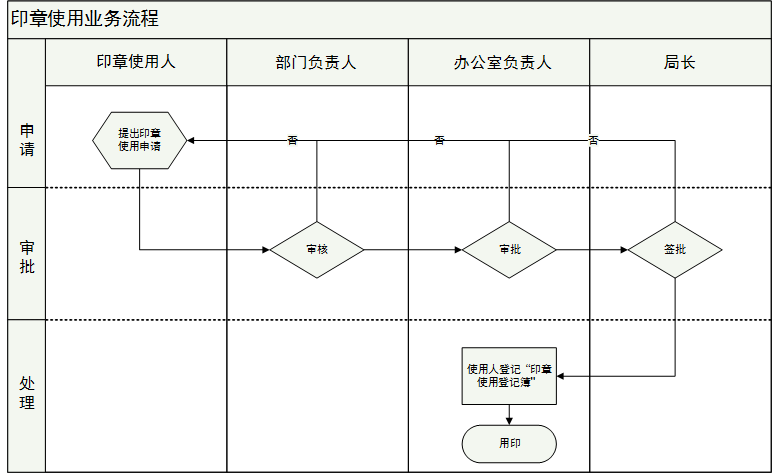 印章使用业务流程
印章使用人
部门负责人
办公室负责人
局长
申
请
提出印章
使用申请
否
否
否
审
批
审核
审批
签批
处
理
使用人登记“印章
使用登记簿"
用印